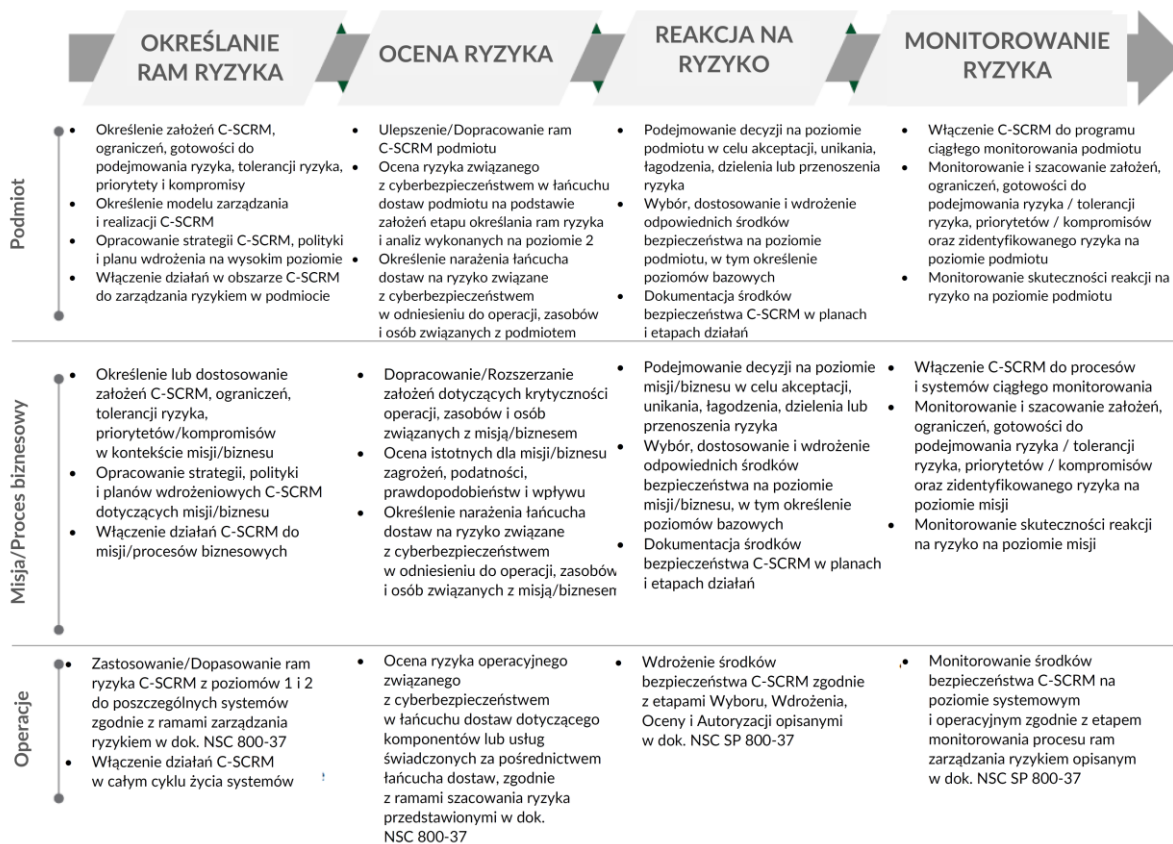 OKREŚLANIE
RAM RYZYKA
OCENA RYZYKA
REAKCJA NA
RYZYKO
MONITOROWANIE
RYZYKA
Podmiot
• Określenie założeń C-SCRM,
ograniczeń, gotowości do
podejmowania ryzyka, tolerancji ryzyka,
priorytety i kompromisy
• Określenie modelu zarządzania
i realizacji C-SCRM
• Opracowanie strategii C-SCRM, polityki
i planu wdrożenia na wysokim poziomie
• Włączenie działań w obszarze C-SCRM
do zarządzania ryzykiem w podmiocie
• Ulepszenie/Dopracowanie ram
C-SCRM podmiotu
• Ocena ryzyka związanego
z cyberbezpieczeństwem w łańcuchu
dostaw podmiotu na podstawie
założeń etapu określania ram ryzyka
i analiz wykonanych na poziomie 2
• Określenie narażenia łańcucha
dostaw na ryzyko związane
z cyberbezpieczeństwem
w odniesieniu do operacji, zasobów
i osób związanych z podmiotem
• Podejmowanie decyzji na poziomie
podmiotu w celu akceptacji, unikania,
łagodzenia, dzielenia lub przenoszenia
ryzyka
• Wybór, dostosowanie i wdrożenie
odpowiednich środków
bezpieczeństwa na poziomie
podmiotu, w tym określenie
poziomów bazowych
• Dokumentacja środków
bezpieczeństwa C-SCRM w planach
i etapach działań
• Włączenie C-SCRM do programu
ciągłego monitorowania podmiotu
• Monitorowanie i szacowanie założeń,
ograniczeń, gotowości do
podejmowania ryzyka / tolerancji
ryzyka, priorytetów / kompromisów
oraz zidentyfikowanego ryzyka na
poziomie podmiotu
• Monitorowanie skuteczności reakcji na
ryzyko na poziomie podmiotu
Misja/Proces biznesowy
• Określenie lub dostosowanie
założeń C-SCRM, ograniczeń,
tolerancji ryzyka,
priorytetów/kompromisów
w kontekście misji/biznesu
• Opracowanie strategii, polityki
i planów wdrożeniowych C-SCRM
dotyczących misji/biznesu
• Włączenie działań C-SCRM do
misji/procesów biznesowych
• Dopracowanie/Rozszerzanie
założeń dotyczących krytyczności
operacji, zasobów i osób
związanych z misją/biznesem
• Ocena istotnych dla misji/biznesu
zagrożeń, podatności,
prawdopodobieństw i wpływu
• Określenie narażenia łańcucha
dostaw na ryzyko związane
z cyberbezpieczeństwem
w odniesieniu do operacji, zasobów
i osób związanych z misją/biznesem
• Podejmowanie decyzji na poziomie
misji/biznesu w celu akceptacji,
unikania, łagodzenia, dzielenia lub
przenoszenia ryzyka
• Wybór, dostosowanie i wdrożenie
odpowiednich środków
bezpieczeństwa na poziomie
misji/biznesu, w tym określenie
poziomów bazowych
• Dokumentacja środków
bezpieczeństwa C-SCRM w planach
i etapach działań
• Włączenie C-SCRM do procesów
i systemów ciągłego monitorowania
• Monitorowanie i szacowanie założeń,
ograniczeń, gotowości do
podejmowania ryzyka / tolerancji
ryzyka, priorytetów / kompromisów
oraz zidentyfikowanego ryzyka na
poziomie misji
• Monitorowanie skuteczności reakcji
na ryzyko na poziomie misji
Operacje
• Zastosowanie/Dopasowanie ram
ryzyka C-SCRM z poziomów 1 i 2
do poszczególnych systemów
zgodnie z ramami zarządzania
ryzykiem w dok. NSC 800-37
• Włączenie działań C-SCRM
w całym cyklu życia systemów
• Ocena ryzyka operacyjnego
związanego
z cyberbezpieczeństwem
w łańcuchu dostaw dotyczącego
komponentów lub usług
świadczonych za pośrednictwem
łańcucha dostaw, zgodnie
z ramami szacowania ryzyka
przedstawionymi w dok.
NSC 800-37
• Wdrożenie środków
bezpieczeństwa C-SCRM zgodnie
z etapami Wyboru, Wdrożenia,
Oceny i Autoryzacji opisanymi
w dok. NSC SP 800-37
• Monitorowanie środków
bezpieczeństwa C-SCRM na
poziomie systemowym
i operacyjnym zgodnie z etapem
monitorowania procesu ram
zarządzania ryzykiem opisanym
w dok. NSC SP 800-37